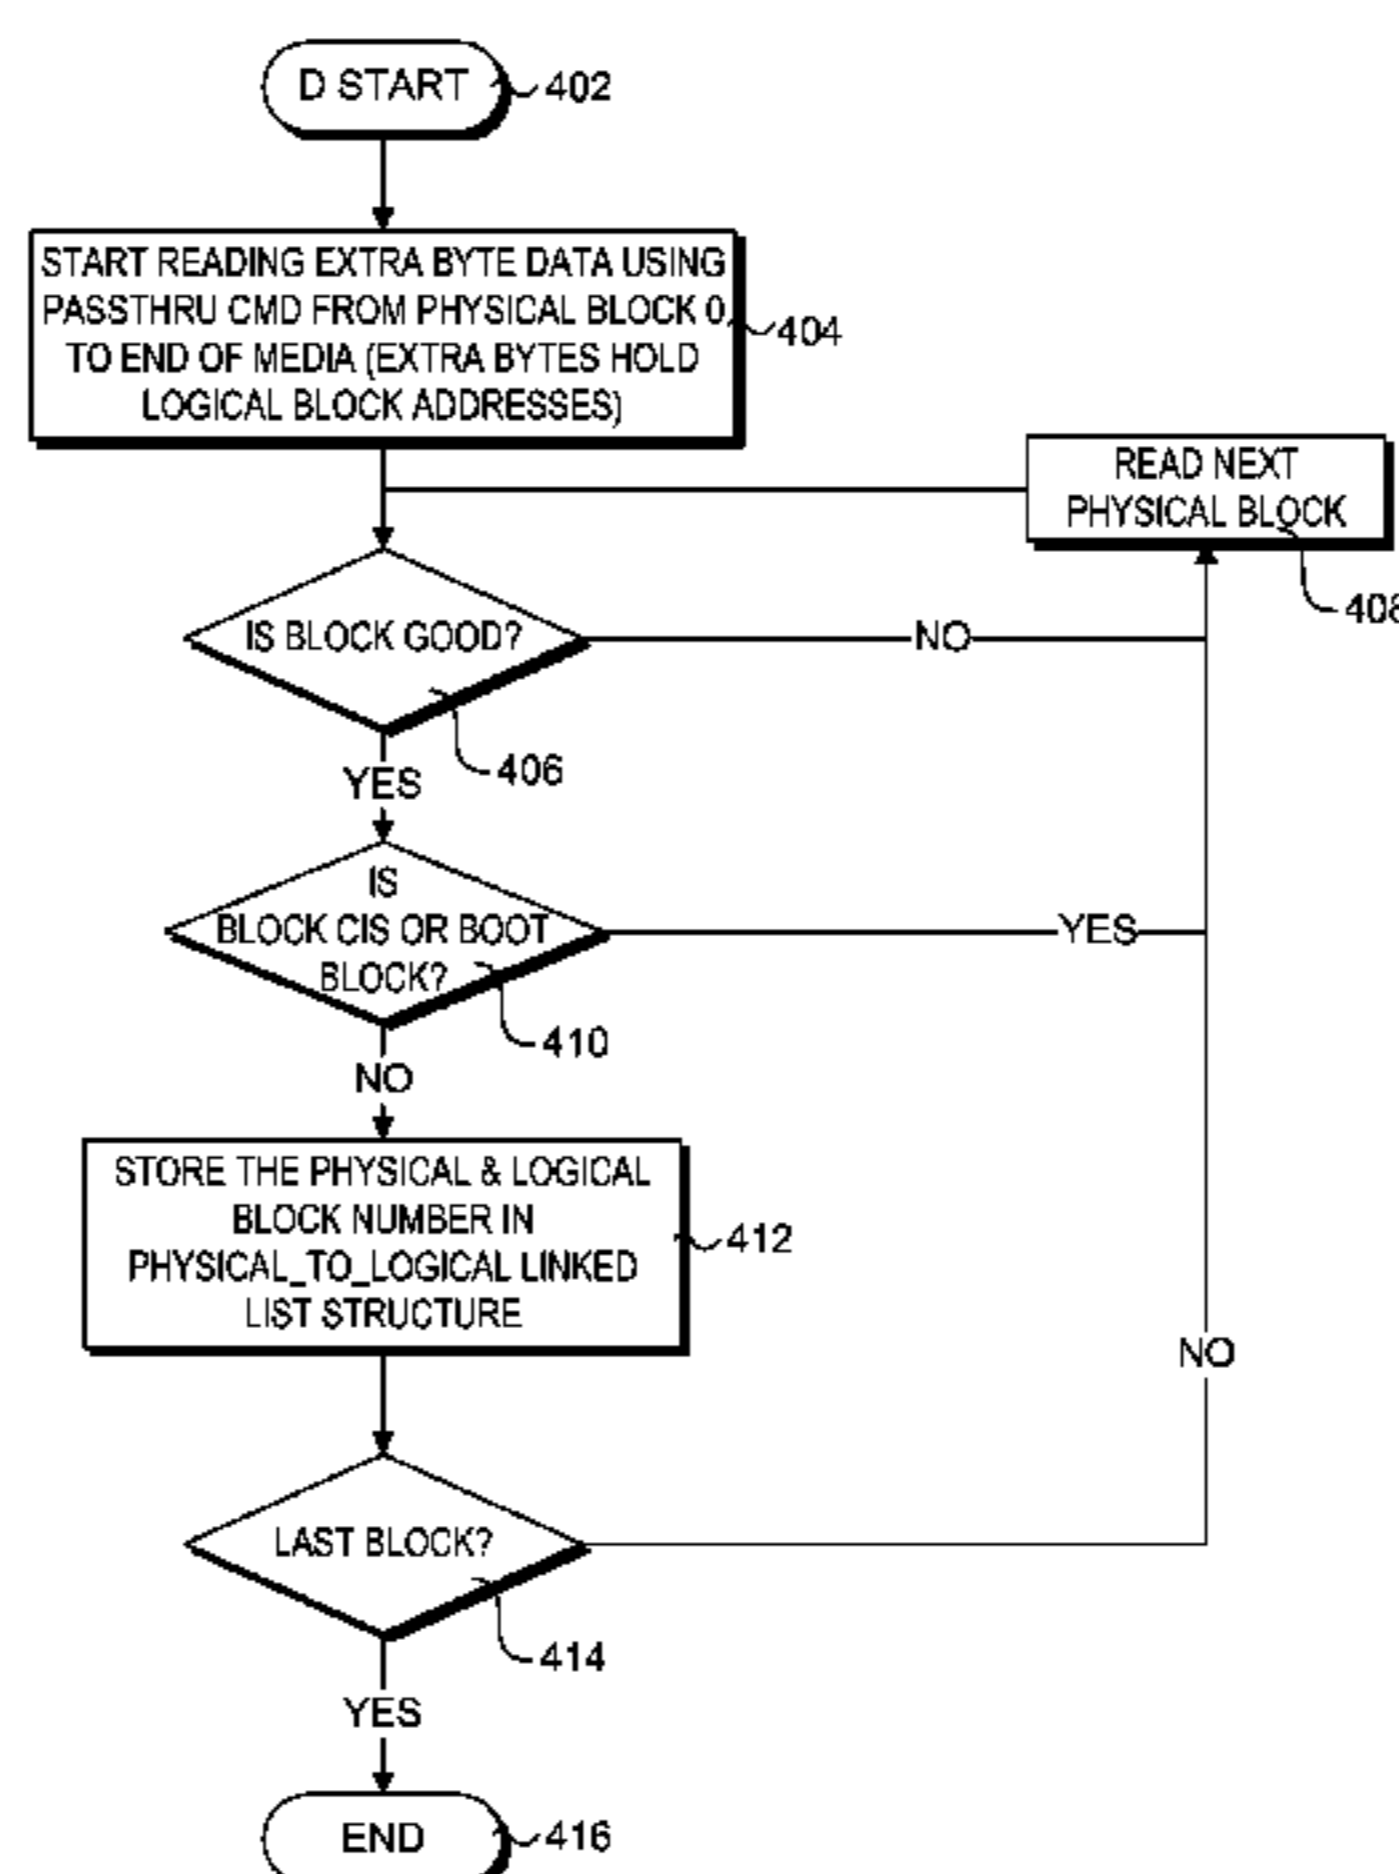 D START
402
START READING EXTRA BYTE DATA USING
PASSTHRU CMD FROM PHYSICAL BLOCK 0
TO END OF MEDIA (EXTRA BYTES HOLD
LOGICAL BLOCK ADDRESSES)
404
READ NEXT
PHYSICAL BLOCK
408
IS BLOCK GOOD?
NO
406
YES
IS
BLOCK CIS OR BOOT
BLOCK?
YES
410
NO
STORE THE PHYSICAL & LOGICAL
BLOCK NUMBER IN
PHYSICAL_TO_LOGICAL LINKED
LIST STRUCTURE
412
NO
LAST BLOCK?
414
YES
END
416